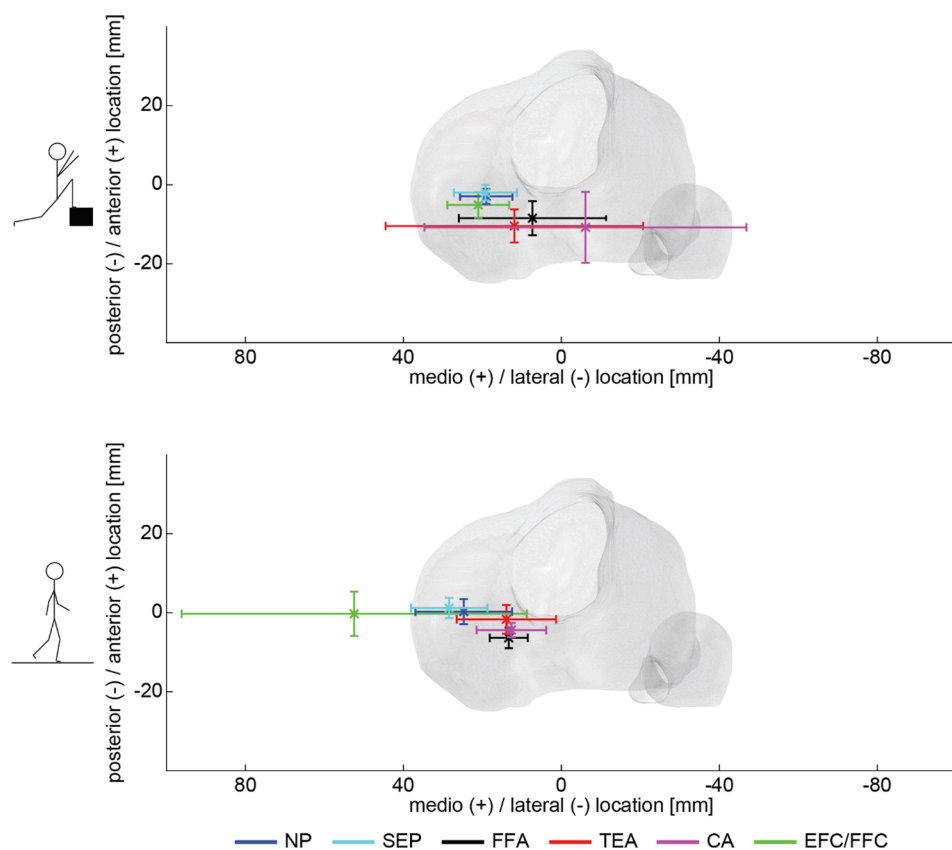 posterior (-) / anterior (+) location [mm]
20
0
-20
80 40 0 -40 -80
medio (+) / lateral (-) location [mm]
posterior (-) / anterior (+) location [mm]
20
0
-20
80 40 0 -40 -80
medio (+) / lateral (-) location [mm]
NP SEP FFA TEA CA EFC/FFC